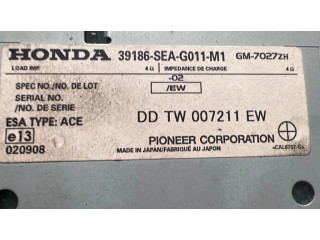 HONDA 39186-SEA-G011-M1 GM-7027ZH
LOAD IMP. 4Ω IMPÉDANCE DE CHARGE 4Ω
SPEC NO./NO. DE LOT -02 /EW
SERIAL NO.
/NO. DE SERIE DD TW 007211 EW
ESA TYPE: ACE
e13 PIONEER CORPORATION
020908 MADE IN JAPAN/FABRIQUÉ AU JAPON